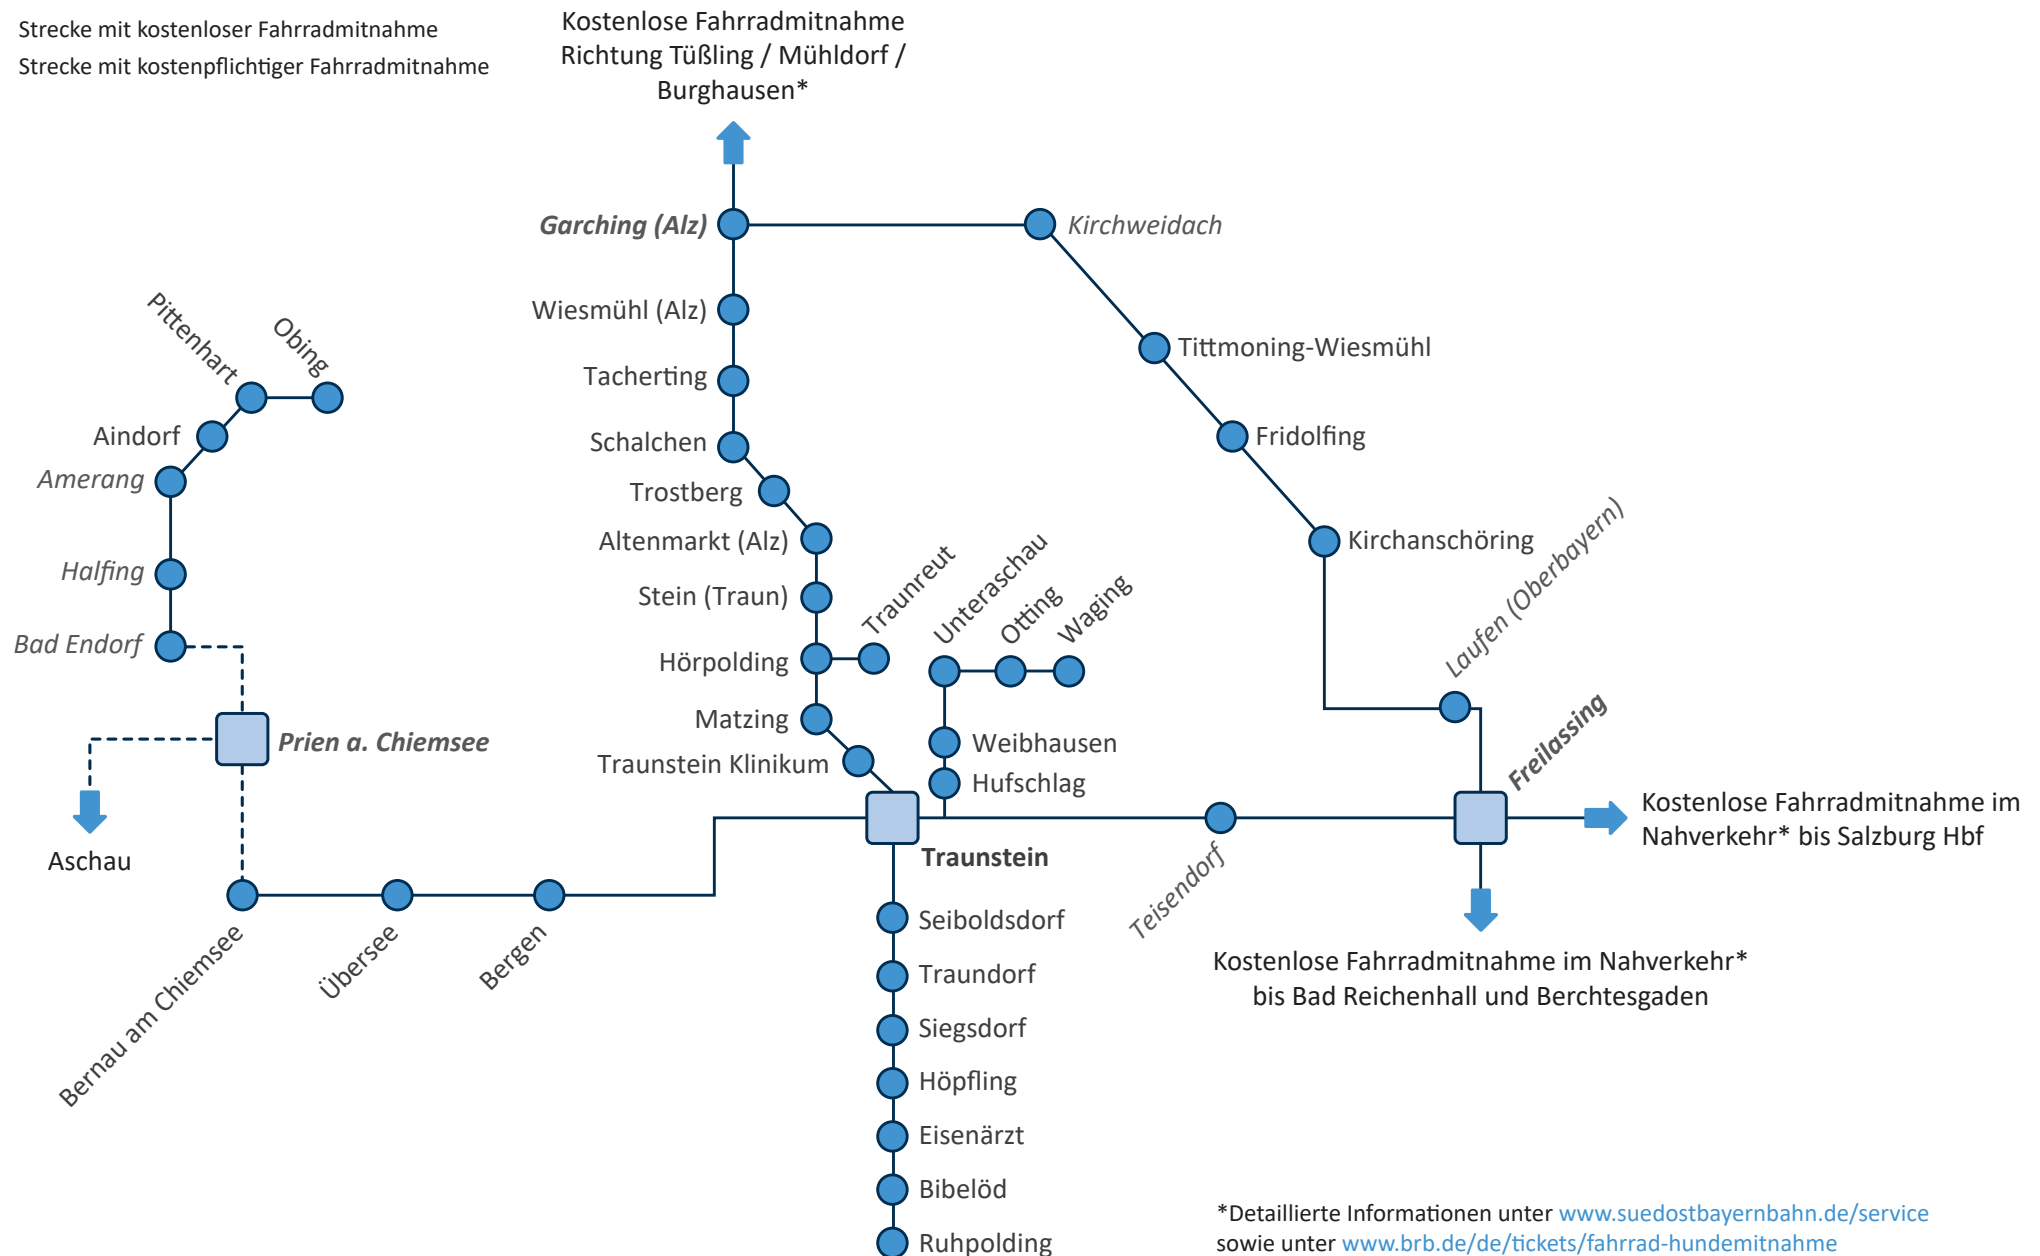 Strecke mit kostenloser Fahrradmitnahme
Strecke mit kostenpflichtiger Fahrradmitnahme
Kostenlose Fahrradmitnahme
Richtung Tüßling / Mühldorf /
Burghausen*
Garching (Alz)
Kirchweidach
Wiesmühl (Alz)
Tacherting
Schalchen
Trostberg
Altenmarkt (Alz)
Stein (Traun)
Hörpolding
Traunreut
Matzing
Traunstein Klinikum
Tittmoning-Wiesmühl
Fridolfing
Kirchanschöring
Laufen (Oberbayern)
Freilassing
Pittenhart
Obing
Aindorf
Amerang
Halfing
Bad Endorf
Prien a. Chiemsee
Aschau
Unteraschau
Otting
Waging
Weibhausen
Hufschlag
Traunstein
Teisendorf
Kostenlose Fahrradmitnahme im
Nahverkehr* bis Salzburg Hbf
Kostenlose Fahrradmitnahme im Nahverkehr*
bis Bad Reichenhall und Berchtesgaden
Bernau am Chiemsee
Übersee
Bergen
Seiboldsdorf
Traundorf
Siegsdorf
Höpfling
Eisenärzt
Bibelöd
Ruhpolding
*Detaillierte Informationen unter www.suedostbayernbahn.de/service
sowie unter www.brb.de/de/tickets/fahrrad-hundemitnahme